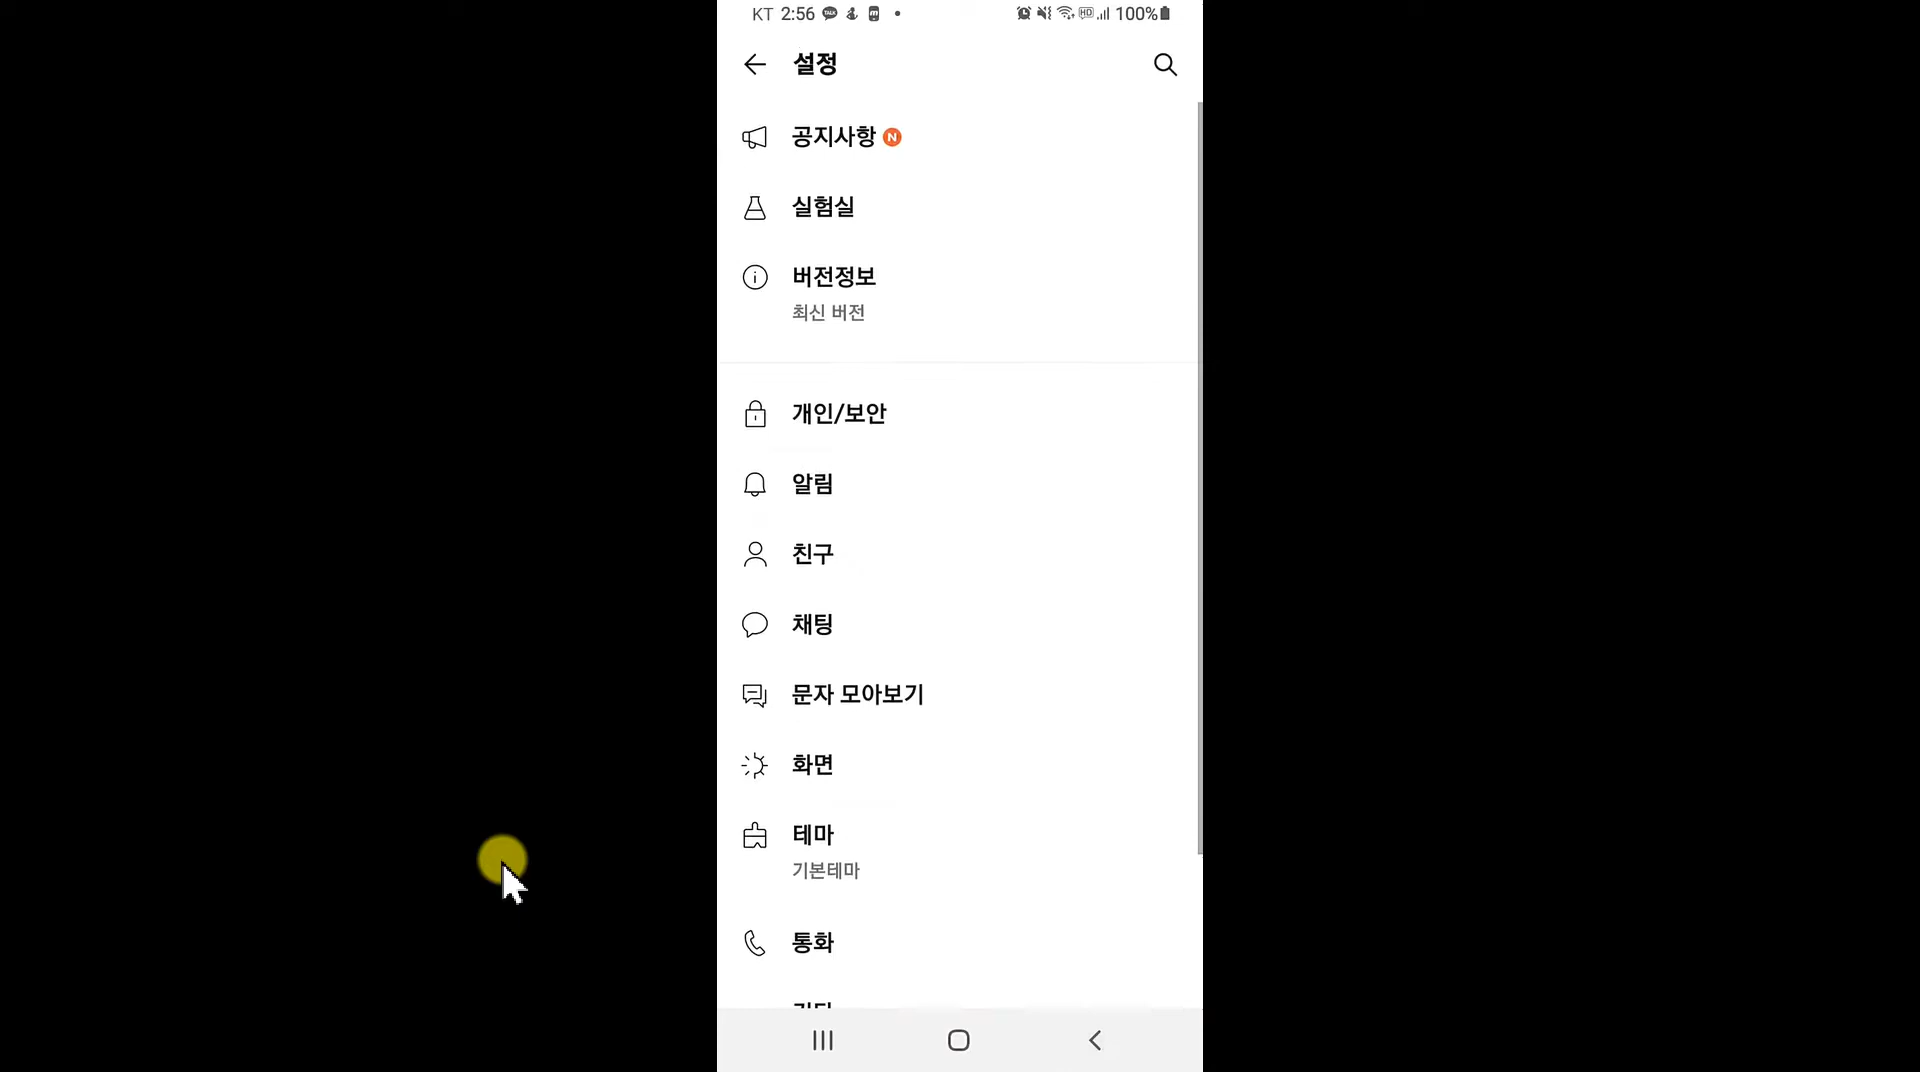 KT 2:56 TALK m HD 100%
설정
공지사항 N
실험실
버전정보
최신 버전
개인/보안
알림
친구
채팅
문자 모아보기
화면
테마
기본테마
통화